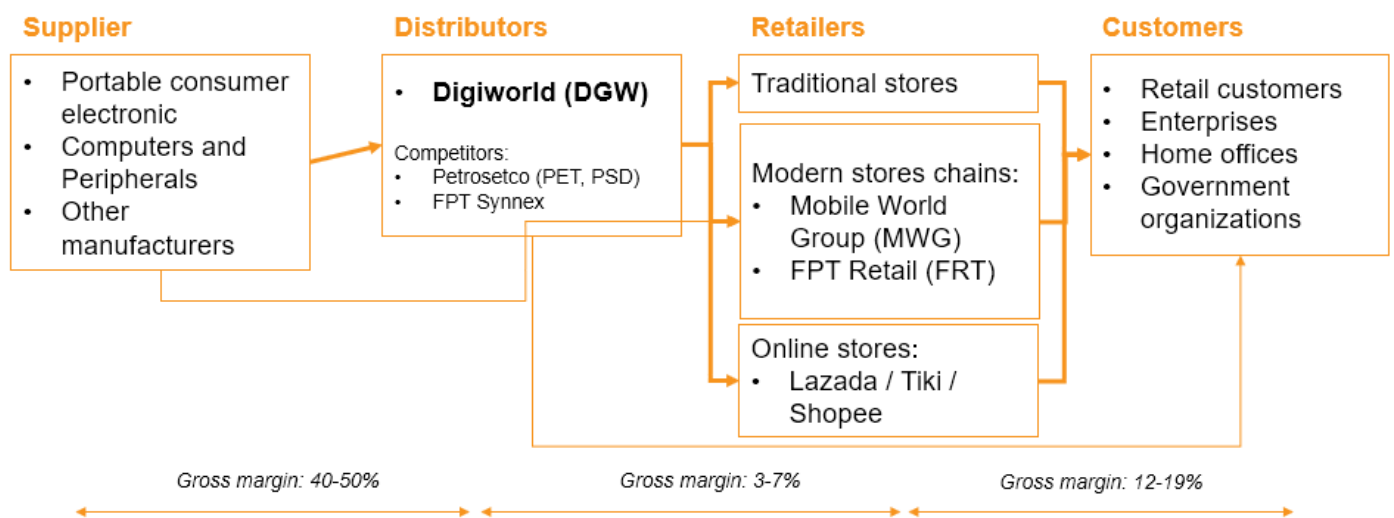 Supplier
• Portable consumer
electronic
• Computers and
Peripherals
• Other
manufacturers
Distributors
• Digiworld (DGW)
Competitors:
• Petrosetco (PET, PSD)
• FPT Synnex
Retailers
Traditional stores
Modern stores chains:
• Mobile World
Group (MWG)
• FPT Retail (FRT)
Online stores:
• Lazada / Tiki /
Shopee
Customers
• Retail customers
• Enterprises
• Home offices
• Government
organizations
Gross margin: 40-50%
Gross margin: 3-7%
Gross margin: 12-19%